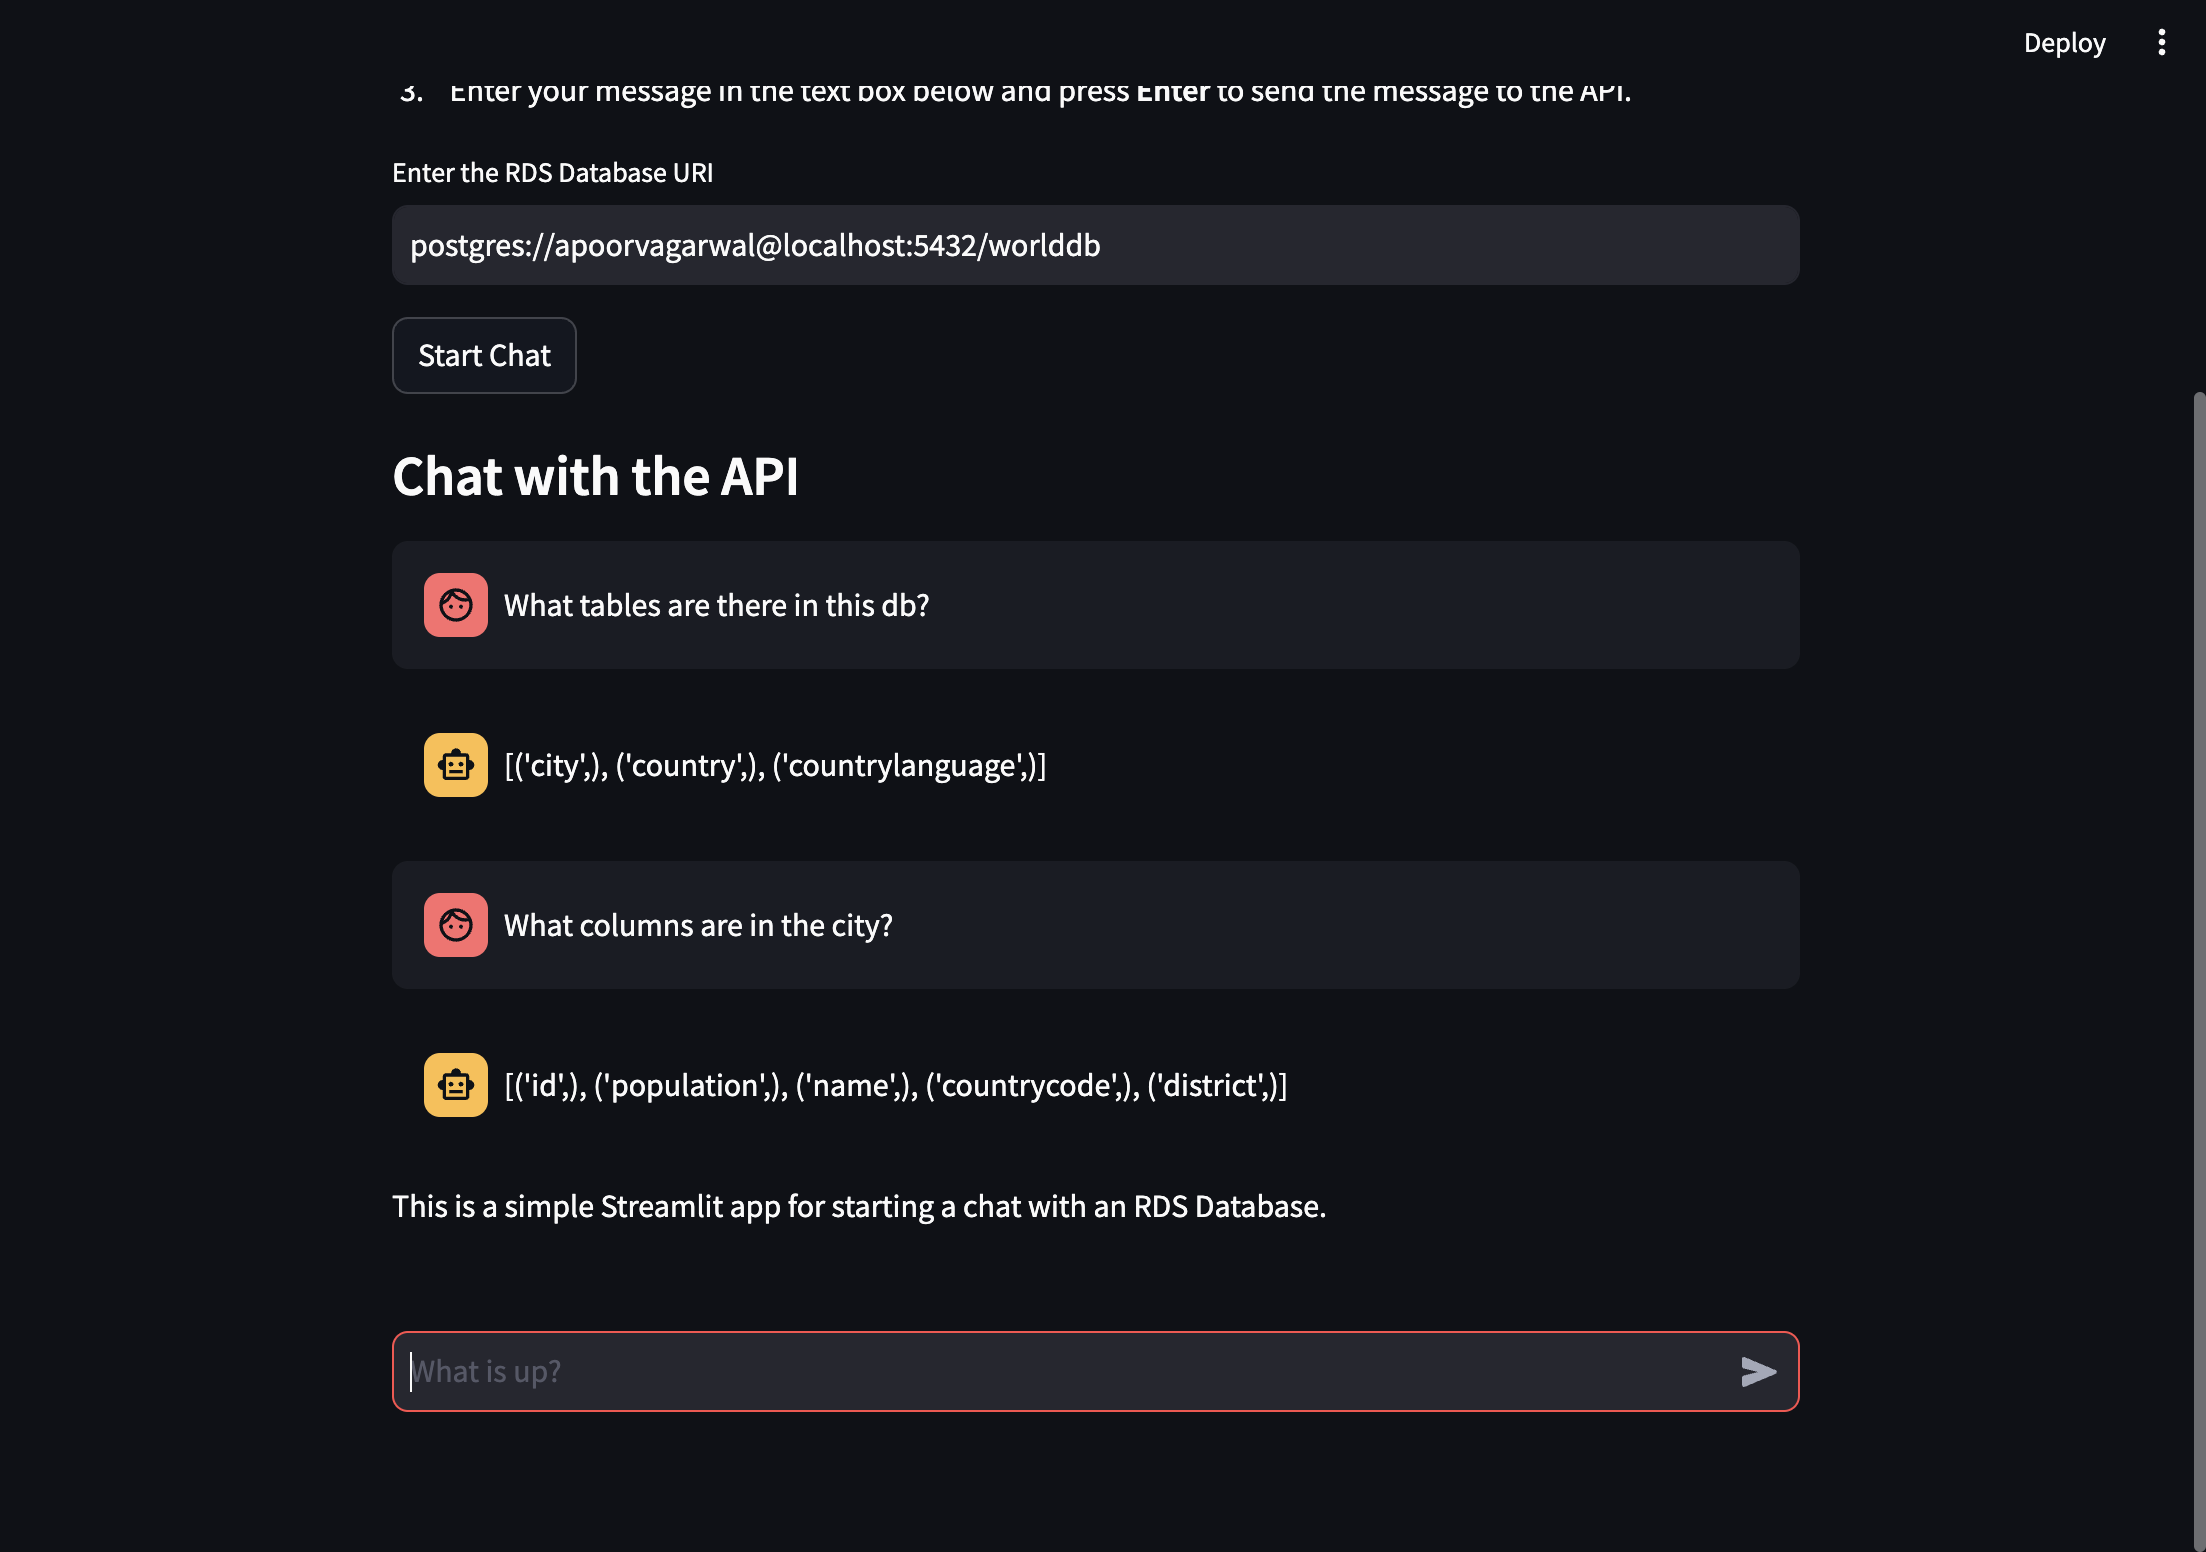 Deploy
3. Enter your message in the text box below and press Enter to send the message to the API.
Enter the RDS Database URI
postgres://apoorvagarwal@localhost:5432/worlddb
Start Chat
Chat with the API
What tables are there in this db?
[('city',), ('country',), ('countrylanguage',)]
What columns are in the city?
[('id',), ('population',), ('name',), ('countrycode',), ('district',)]
This is a simple Streamlit app for starting a chat with an RDS Database.
What is up?